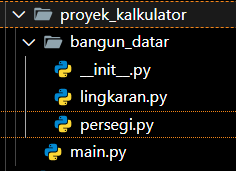 proyek_kalkulator
bangun_datar
__init__.py
lingkaran.py
persegi.py
main.py